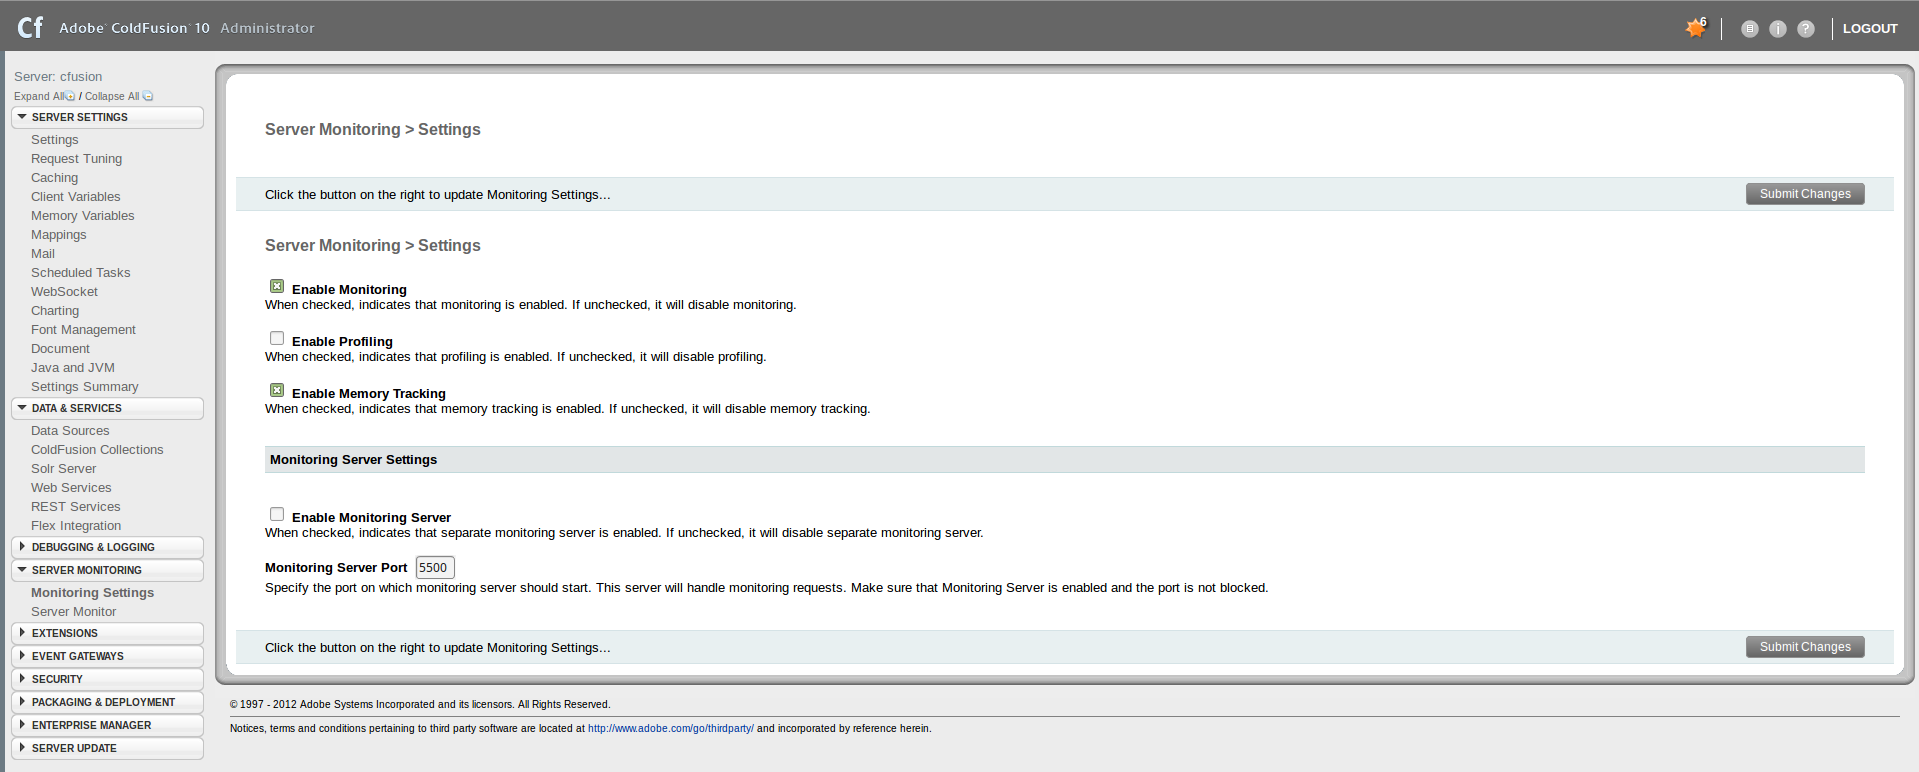 Cf Adobe® ColdFusion® 10 Administrator
6
i
?
LOGOUT
Server: cfusion
Expand All / Collapse All
SERVER SETTINGS
Settings
Request Tuning
Caching
Client Variables
Memory Variables
Mappings
Mail
Scheduled Tasks
WebSocket
Charting
Font Management
Document
Java and JVM
Settings Summary
DATA & SERVICES
Data Sources
ColdFusion Collections
Solr Server
Web Services
REST Services
Flex Integration
DEBUGGING & LOGGING
SERVER MONITORING
Monitoring Settings
Server Monitor
EXTENSIONS
EVENT GATEWAYS
SECURITY
PACKAGING & DEPLOYMENT
ENTERPRISE MANAGER
SERVER UPDATE
Server Monitoring > Settings
Click the button on the right to update Monitoring Settings...
Submit Changes
Server Monitoring > Settings
Enable Monitoring
When checked, indicates that monitoring is enabled. If unchecked, it will disable monitoring.
Enable Profiling
When checked, indicates that profiling is enabled. If unchecked, it will disable profiling.
Enable Memory Tracking
When checked, indicates that memory tracking is enabled. If unchecked, it will disable memory tracking.
Monitoring Server Settings
Enable Monitoring Server
When checked, indicates that separate monitoring server is enabled. If unchecked, it will disable separate monitoring server.
Monitoring Server Port 5500
Specify the port on which monitoring server should start. This server will handle monitoring requests. Make sure that Monitoring Server is enabled and the port is not blocked.
Click the button on the right to update Monitoring Settings...
Submit Changes
© 1997 - 2012 Adobe Systems Incorporated and its licensors. All Rights Reserved.
Notices, terms and conditions pertaining to third party software are located at http://www.adobe.com/go/thirdparty/ and incorporated by reference herein.